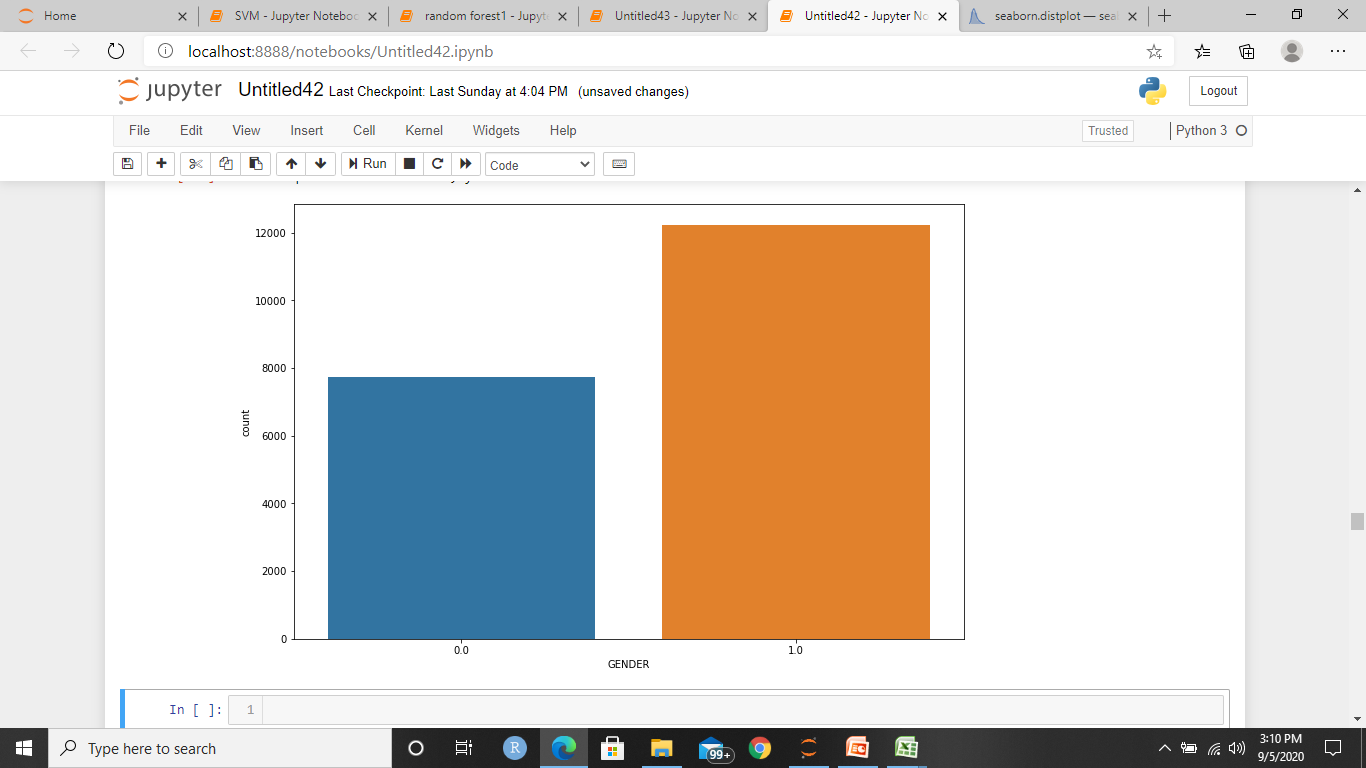 Home
SVM - Jupyter Noteboo
random forest1 - Jupyt
Untitled43 - Jupyter No
Untitled42 - Jupyter No
seaborn.distplot — sea
localhost:8888/notebooks/Untitled42.ipynb
jupyter Untitled42 Last Checkpoint: Last Sunday at 4:04 PM (unsaved changes)
Logout
File Edit View Insert Cell Kernel Widgets Help
Trusted
Python 3
Run
Code
12000
10000
8000
6000
4000
2000
0
count
0.0 1.0
GENDER
In [ ]: 1
Type here to search
R
99+
3:10 PM
9/5/2020